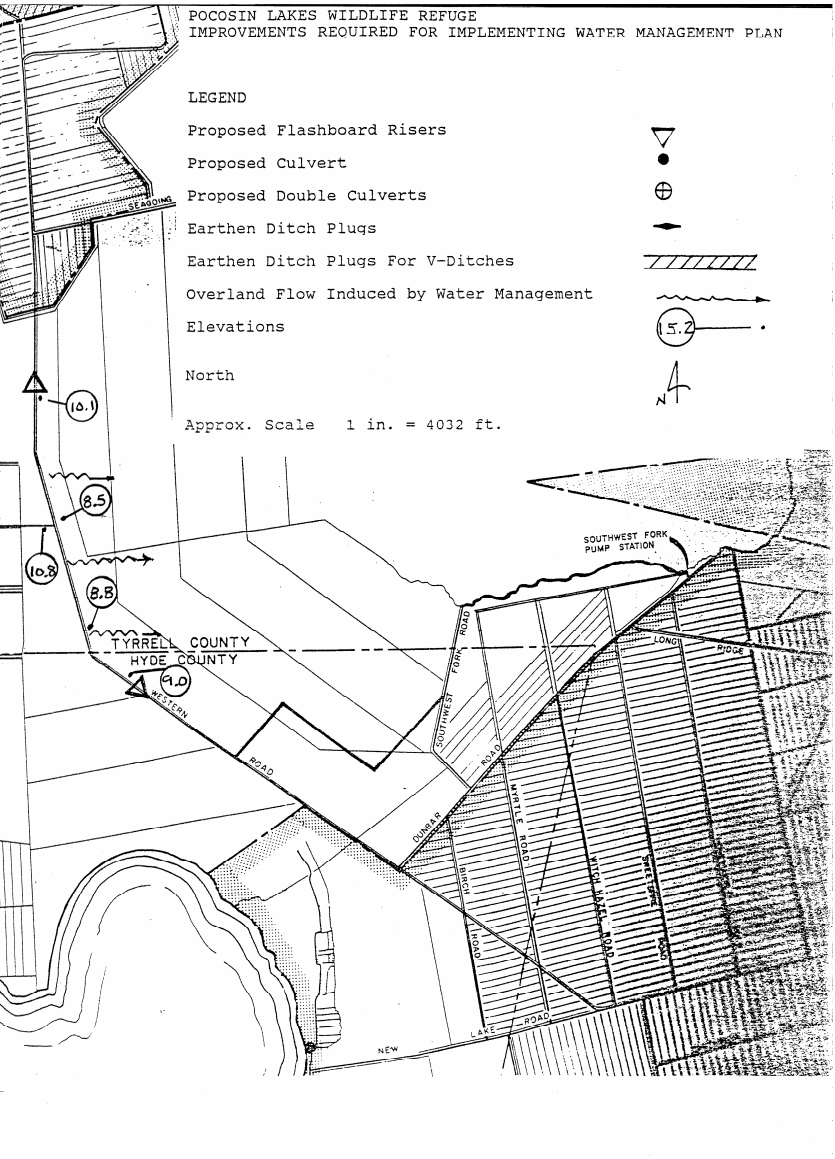 POCOSIN LAKES WILDLIFE REFUGE
IMPROVEMENTS REQUIRED FOR IMPLEMENTING WATER MANAGEMENT PLAN
LEGEND
Proposed Flashboard Risers
Proposed Culvert
Proposed Double Culverts
Earthen Ditch Plugs
Earthen Ditch Plugs For V-Ditches
Overland Flow Induced by Water Management
Elevations
15.2
North
N
Approx. Scale 1 in. = 4032 ft.
SEAGOING
10.1
8.5
10.8
8.8
SOUTHWEST FORK
PUMP STATION
TYRRELL COUNTY
HYDE COUNTY
9.0
WESTERN
ROAD
SOUTHWEST FORK ROAD
LONG RIDGE
DUNBAR ROAD
MYRTLE ROAD
BIRCH ROAD
WITCH HAZEL ROAD
ROAD
NEW LAKE ROAD